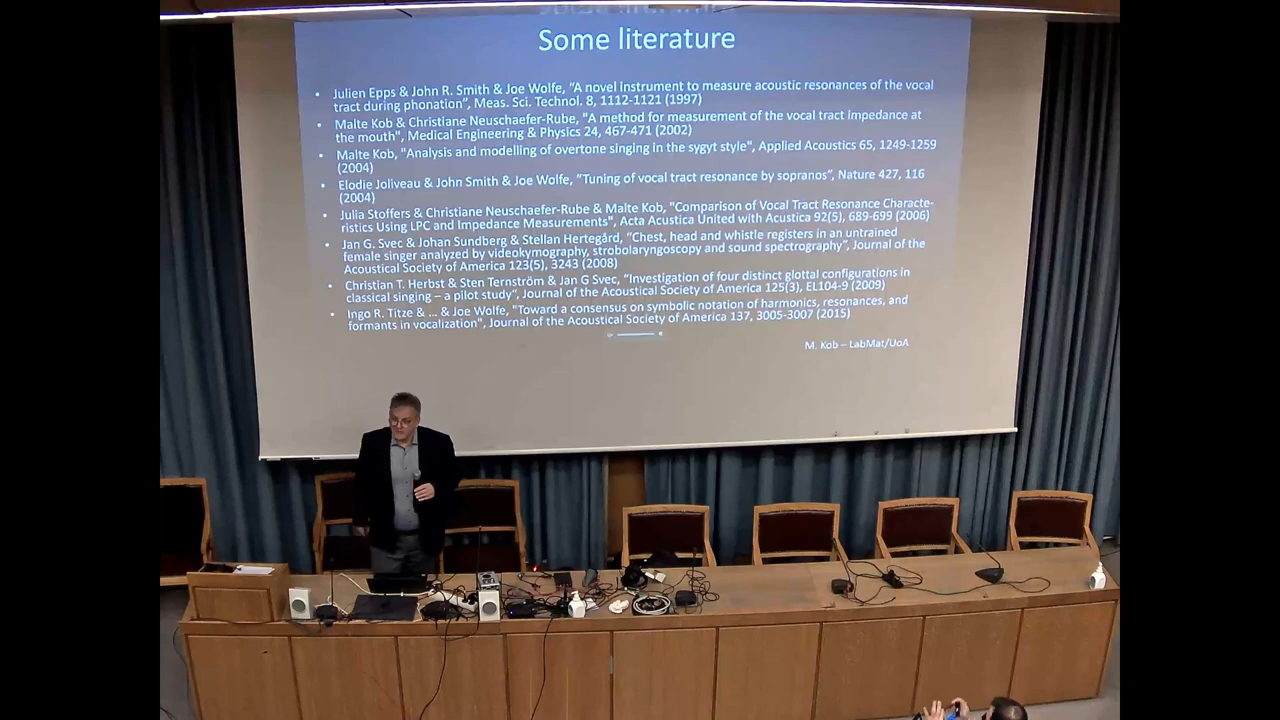 Some literature
• Julien Epps & John R. Smith & Joe Wolfe, "A novel instrument to measure acoustic resonances of the vocal
tract during phonation", Meas. Sci. Technol. 8, 1112-1121 (1997)
• Malte Kob & Christiane Neuschaefer-Rube, "A method for measurement of the vocal tract impedance at
the mouth", Medical Engineering & Physics 24, 467-471 (2002)
• Malte Kob, "Analysis and modelling of overtone singing in the sygyt style", Applied Acoustics 65, 1249-1259
(2004)
• Elodie Joliveau & John Smith & Joe Wolfe, "Tuning of vocal tract resonance by sopranos", Nature 427, 116
(2004)
• Julia Stoffers & Christiane Neuschaefer-Rube & Malte Kob, "Comparison of Vocal Tract Resonance Characte-
ristics Using LPC and Impedance Measurements", Acta Acustica United with Acustica 92(5), 689-699 (2006)
• Jan G. Svec & Johan Sundberg & Stellan Hertegård, "Chest, head and whistle registers in an untrained
female singer analyzed by videokymography, strobolaryngoscopy and sound spectrography", Journal of the
Acoustical Society of America 123(5), 3243 (2008)
• Christian T. Herbst & Sten Ternström & Jan G Svec, "Investigation of four distinct glottal configurations in
classical singing – a pilot study", Journal of the Acoustical Society of America 125(3), EL104-9 (2009)
• Ingo R. Titze & ... & Joe Wolfe, "Toward a consensus on symbolic notation of harmonics, resonances, and
formants in vocalization", Journal of the Acoustical Society of America 137, 3005-3007 (2015)
M. Kob – LabMat/UoA